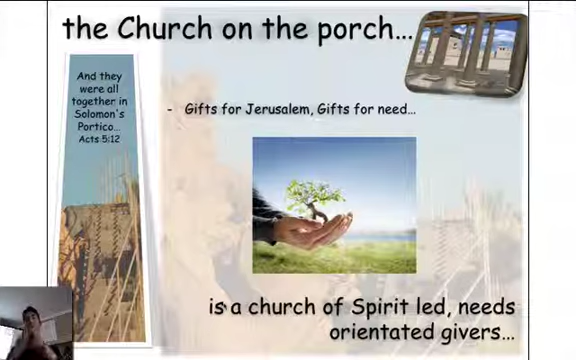 the Church on the porch...
And they
were all
together in
Solomon's
Portico...
Acts 5:12
- Gifts for Jerusalem, Gifts for need...
is a church of Spirit led, needs
orientated givers...